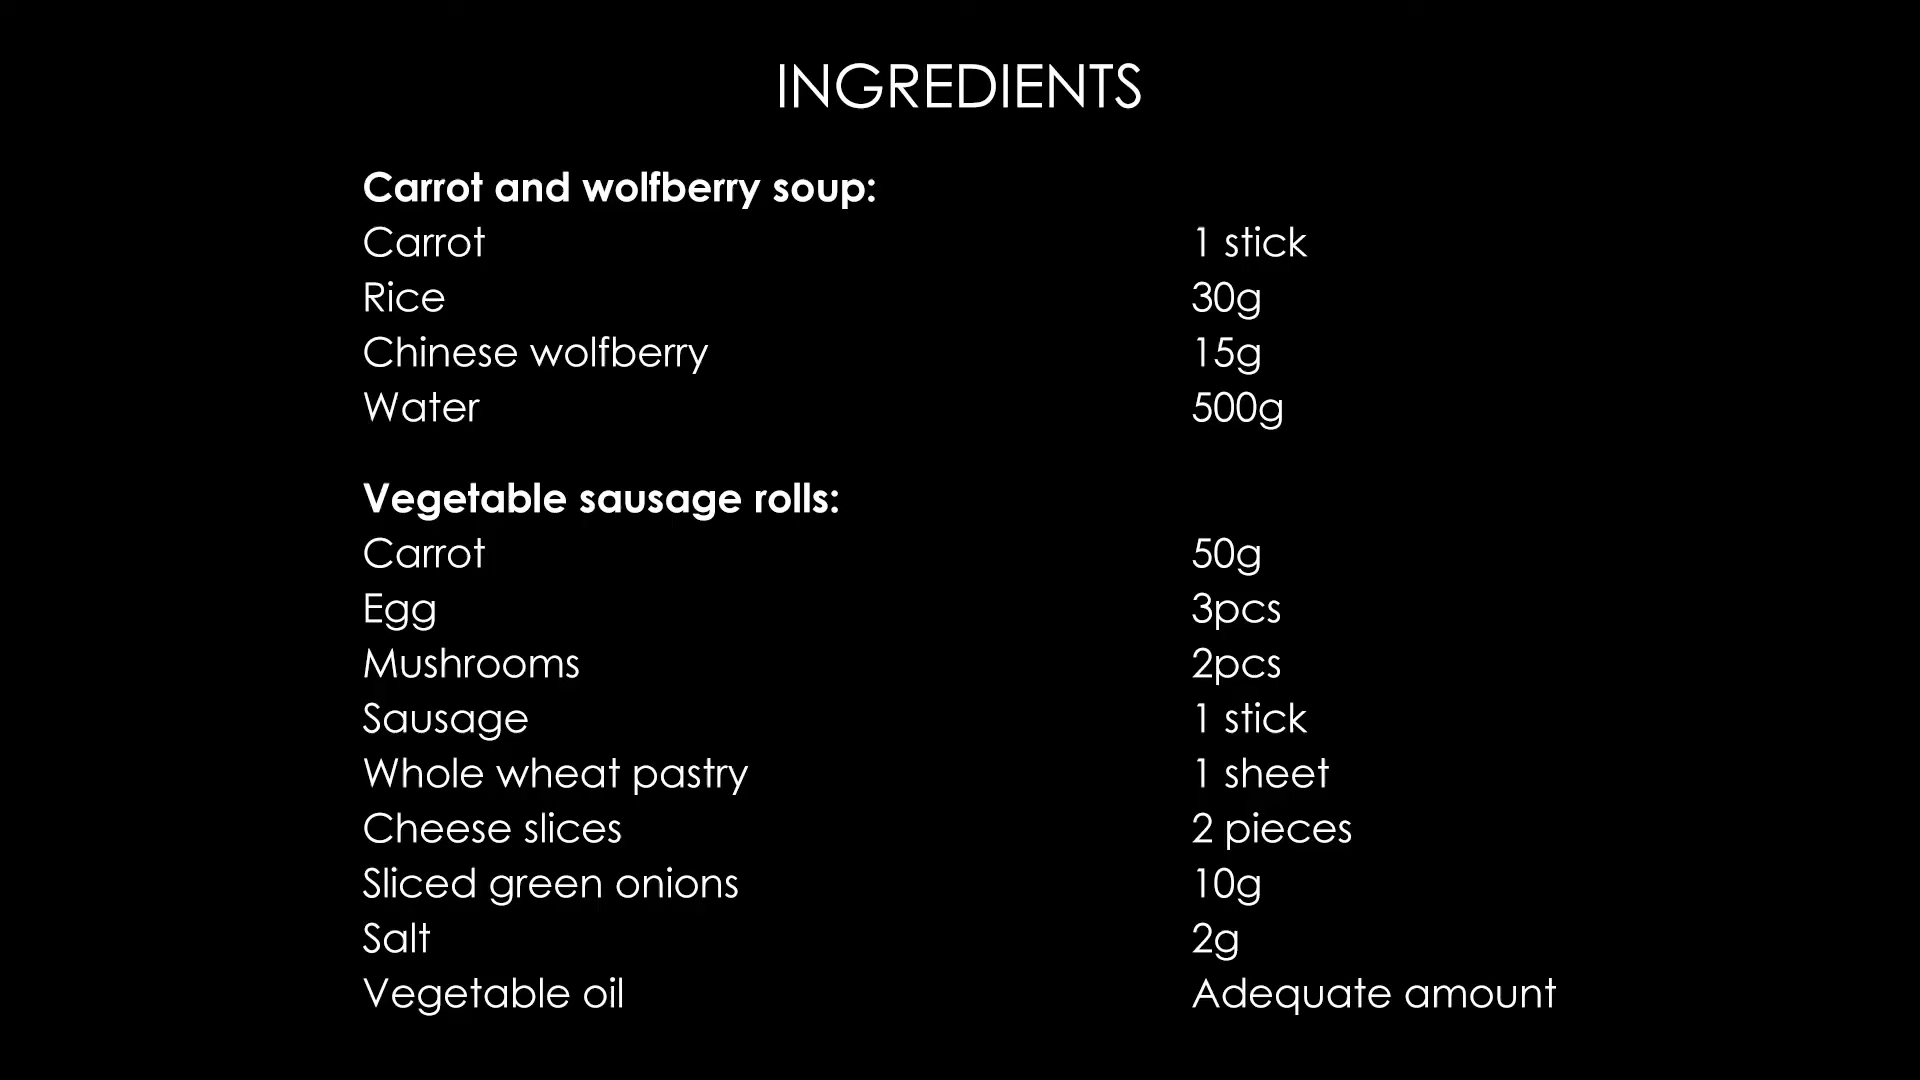 INGREDIENTS
Carrot and wolfberry soup:
Carrot 1 stick
Rice 30g
Chinese wolfberry 15g
Water 500g
Vegetable sausage rolls:
Carrot 50g
Egg 3pcs
Mushrooms 2pcs
Sausage 1 stick
Whole wheat pastry 1 sheet
Cheese slices 2 pieces
Sliced green onions 10g
Salt 2g
Vegetable oil Adequate amount